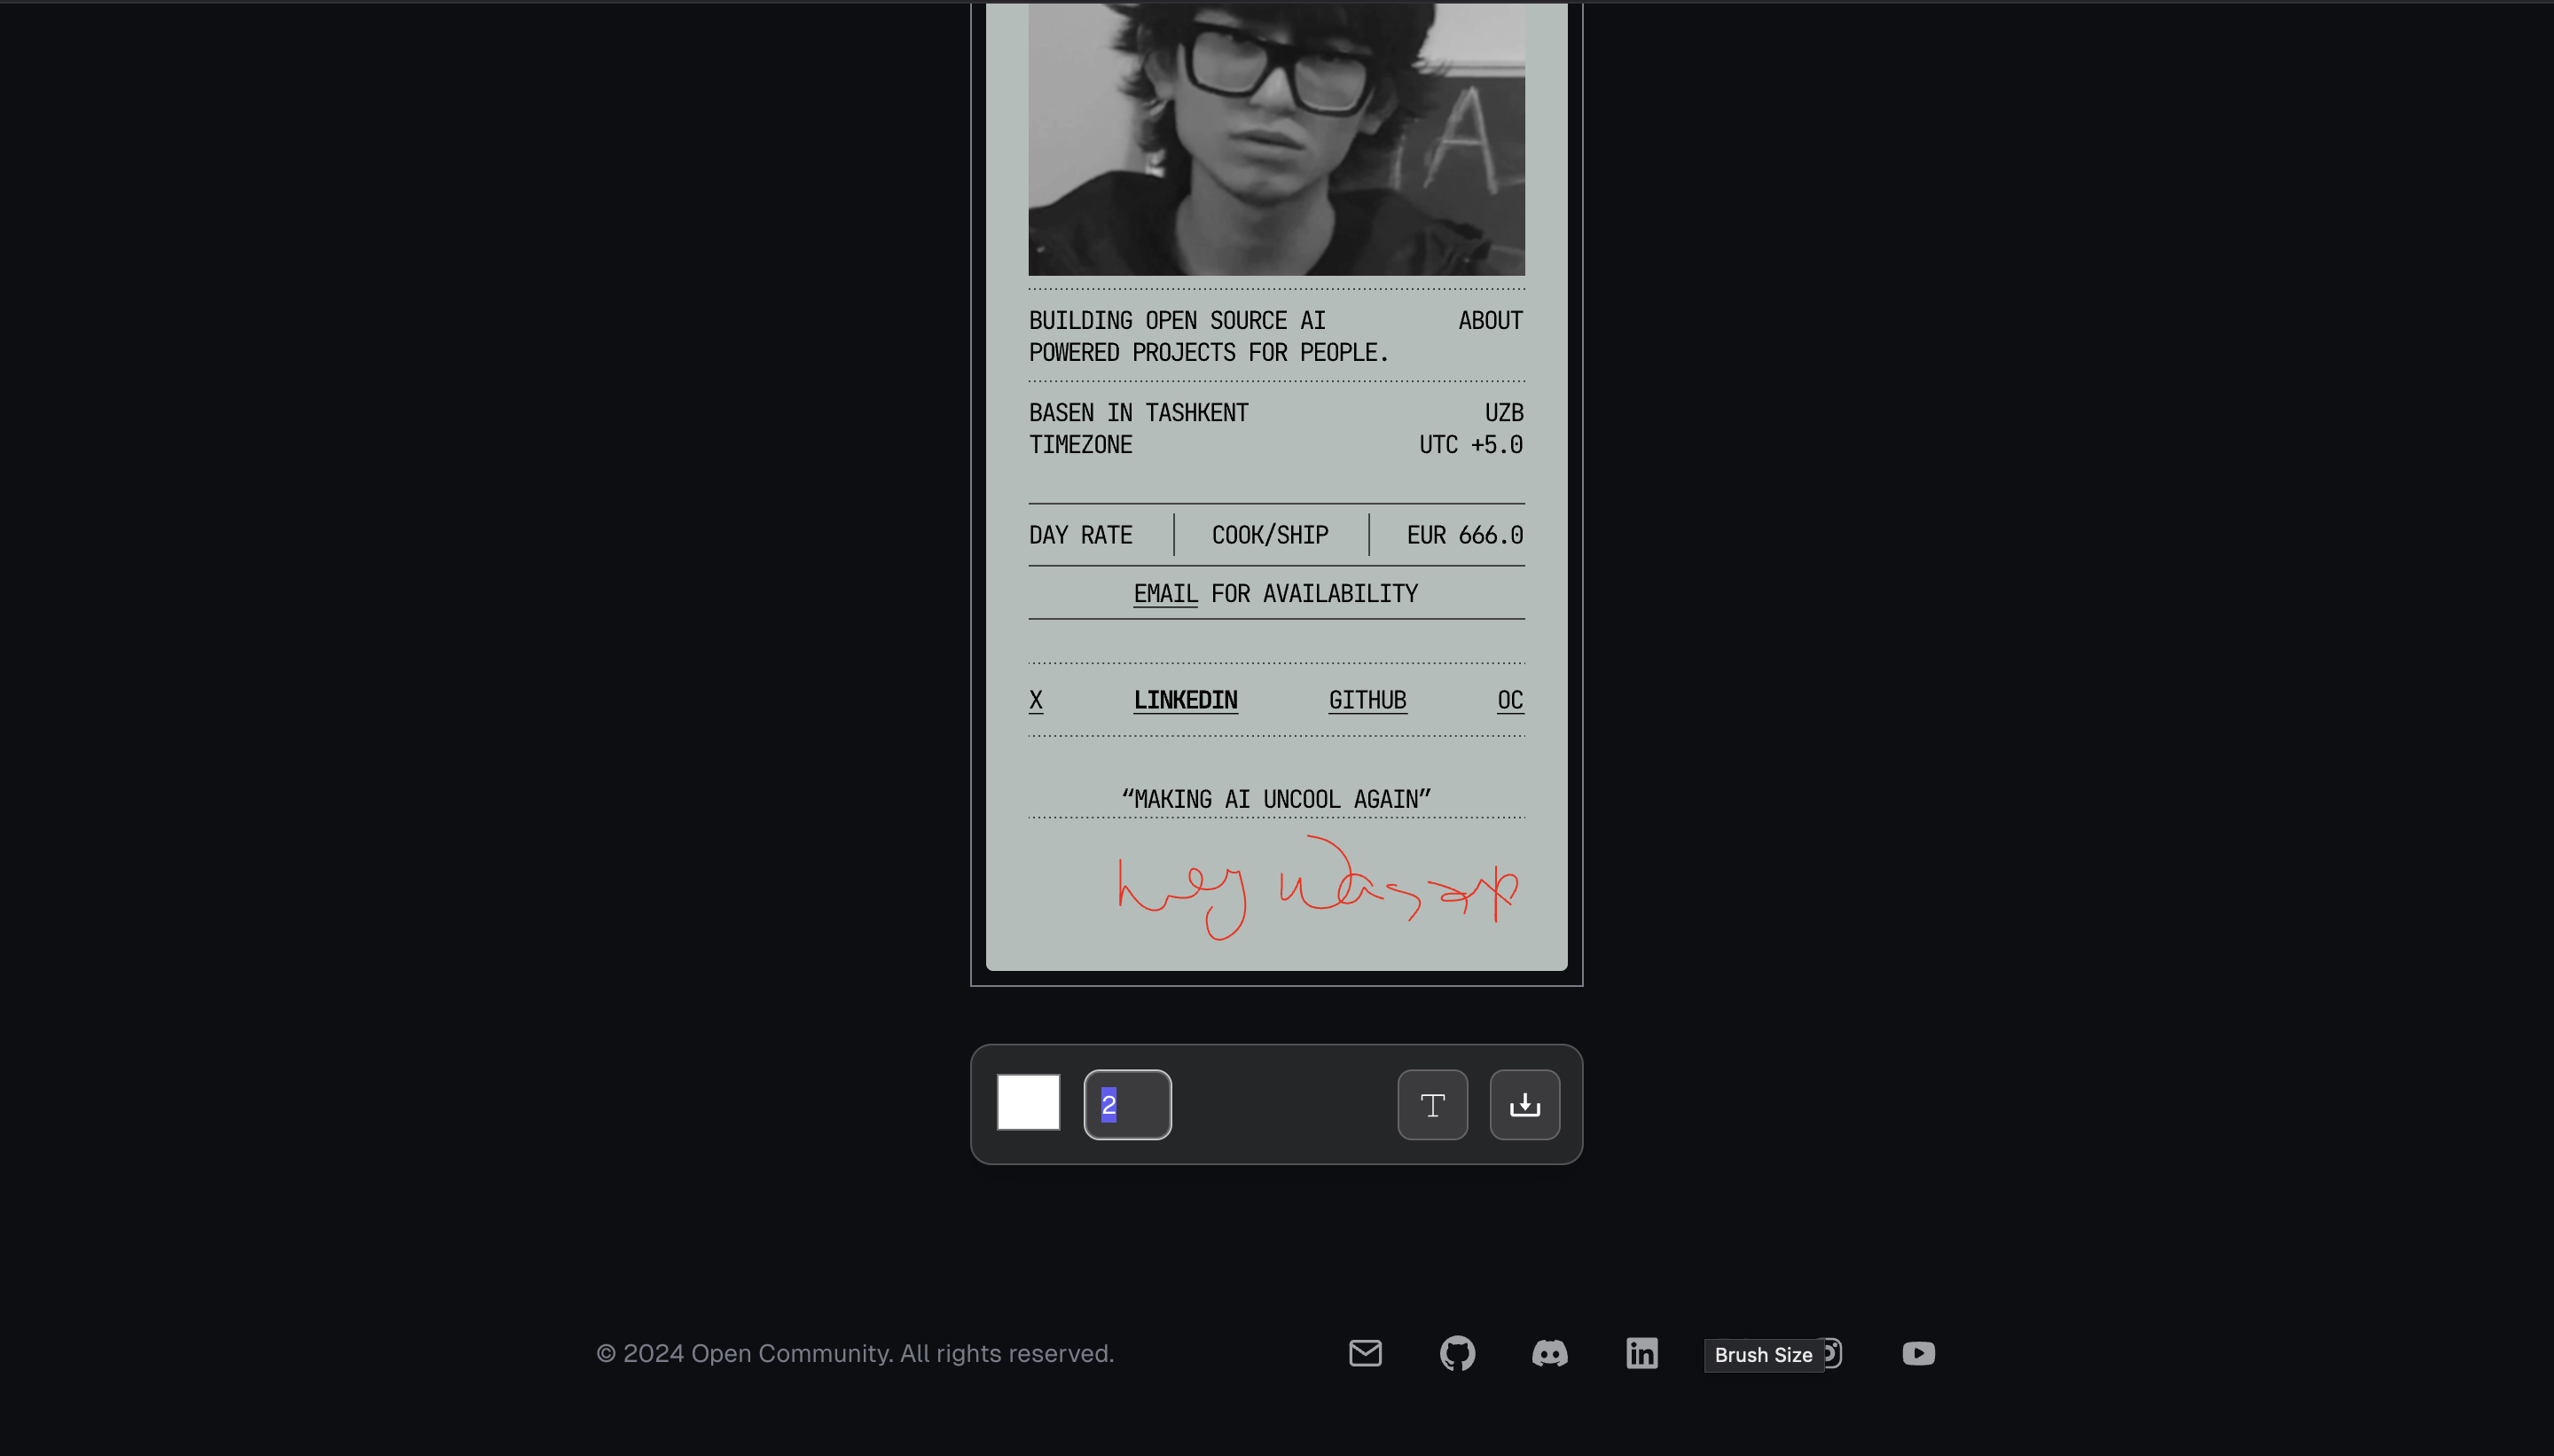 A
BUILDING OPEN SOURCE AI ABOUT
POWERED PROJECTS FOR PEOPLE.
BASEN IN TASHKENT UZB
TIMEZONE UTC +5.0
DAY RATE COOK/SHIP EUR 666.0
EMAIL FOR AVAILABILITY
X LINKEDIN GITHUB OC
“MAKING AI UNCOOL AGAIN”
hey wassap
2 T
© 2024 Open Community. All rights reserved. in Brush Size